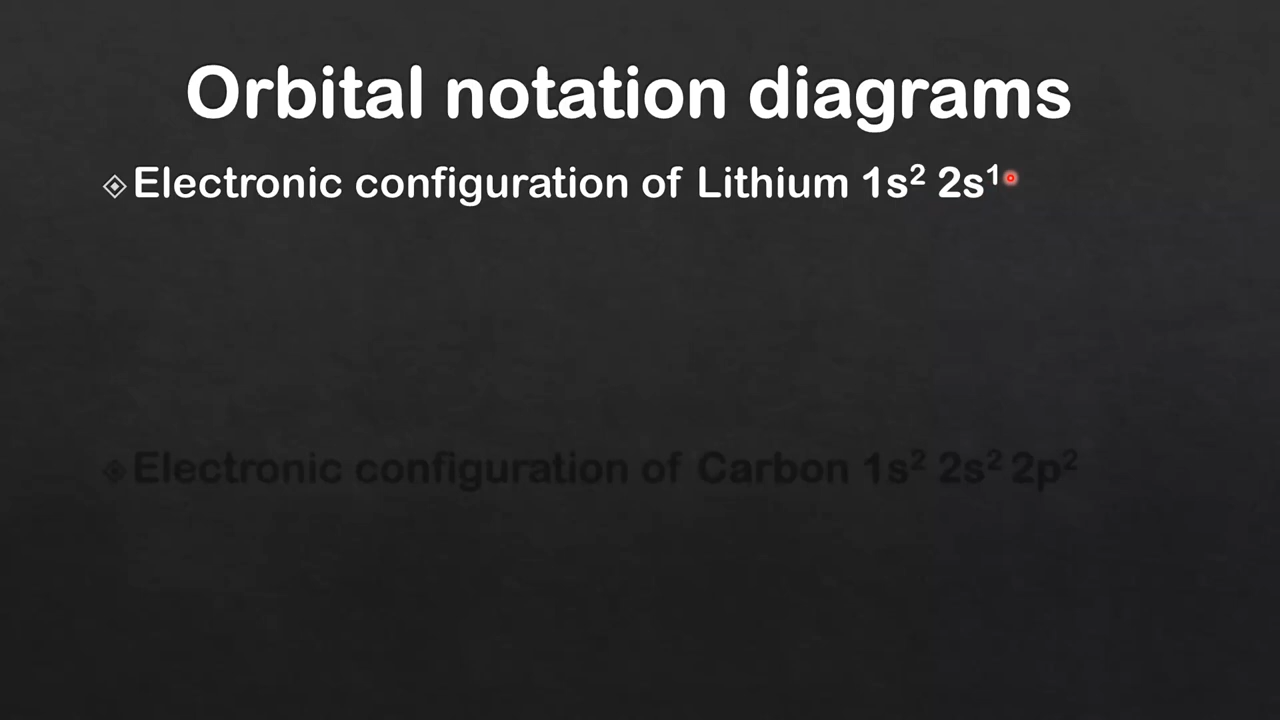 Orbital notation diagrams
Electronic configuration of Lithium 1s² 2s¹
Electronic configuration of Carbon 1s² 2s² 2p²